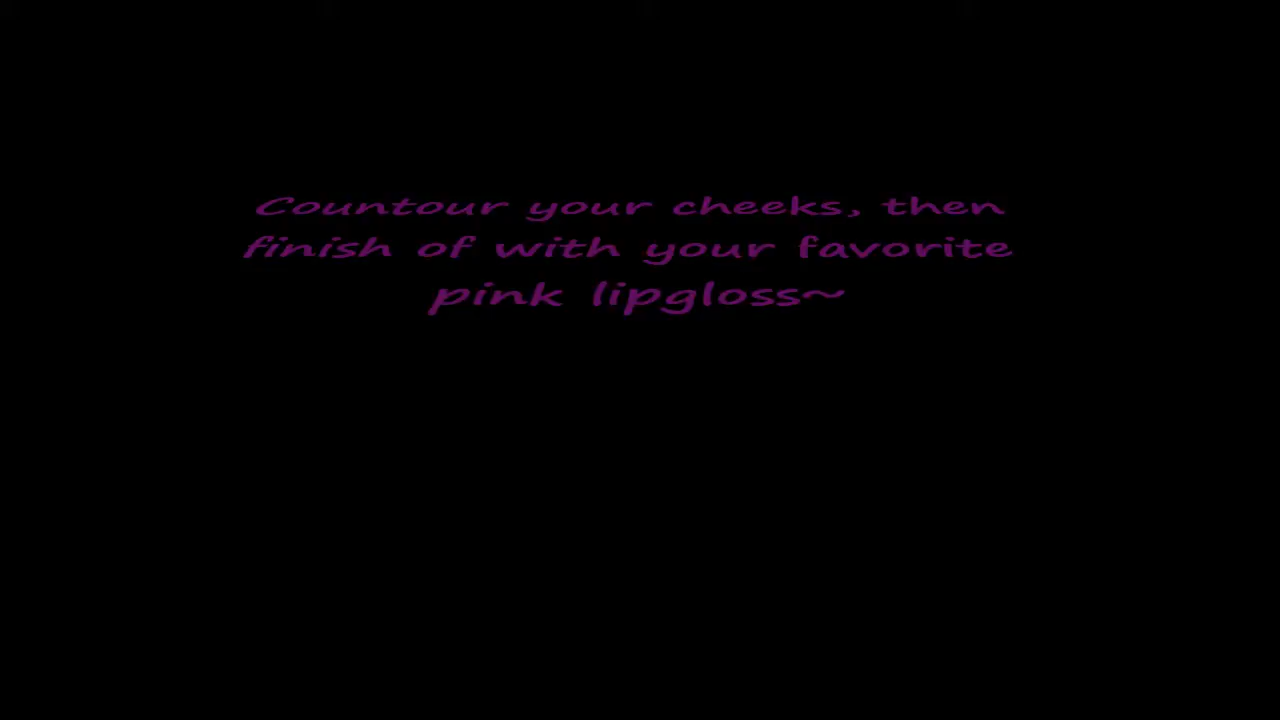 Countour your cheeks, then
finish of with your favorite
pink lipgloss~